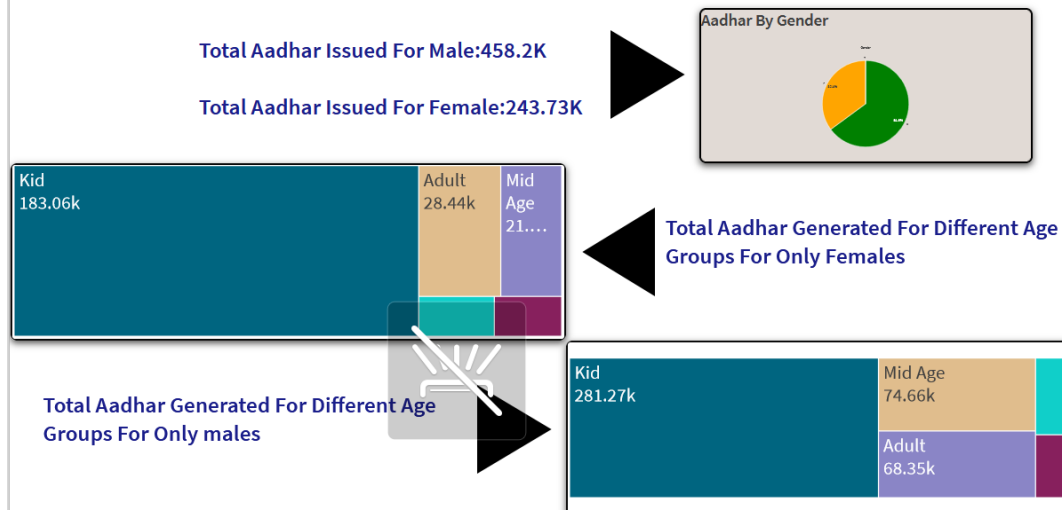 Aadhar By Gender
Total Aadhar Issued For Male:458.2K
Total Aadhar Issued For Female:243.73K
Kid
183.06k
Adult
28.44k
Mid
Age
21....
Total Aadhar Generated For Different Age
Groups For Only Females
Total Aadhar Generated For Different Age
Groups For Only males
Kid
281.27k
Mid Age
74.66k
Adult
68.35k